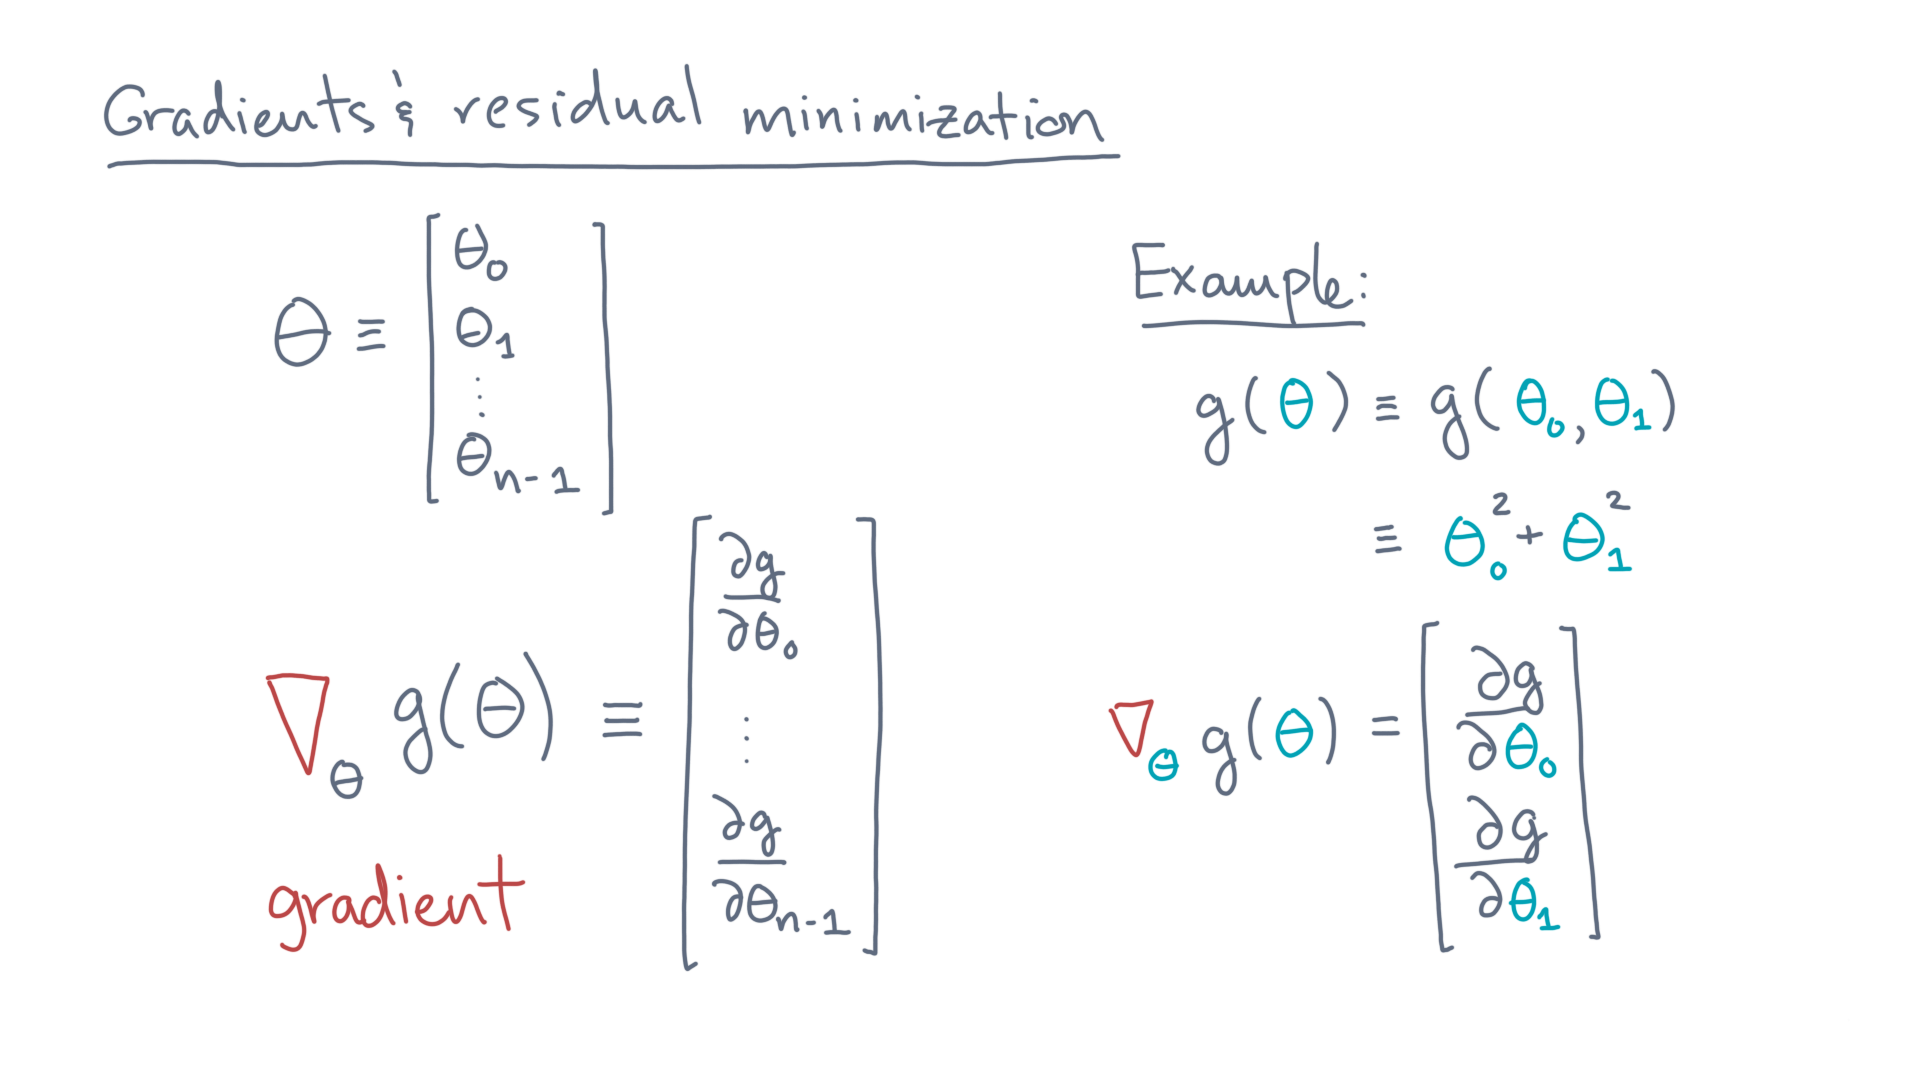 Gradients & residual minimization
θ ≡ [ θ₀ θ₁ ⋮ θₙ₋₁ ]
∇_θ g(θ) ≡ [ ∂g/∂θ₀ ⋮ ∂g/∂θₙ₋₁ ]
gradient
Example:
g(θ) ≡ g(θ₀, θ₁)
≡ θ₀² + θ₁²
∇_θ g(θ) = [ ∂g/∂θ₀ ∂g/∂θ₁ ]